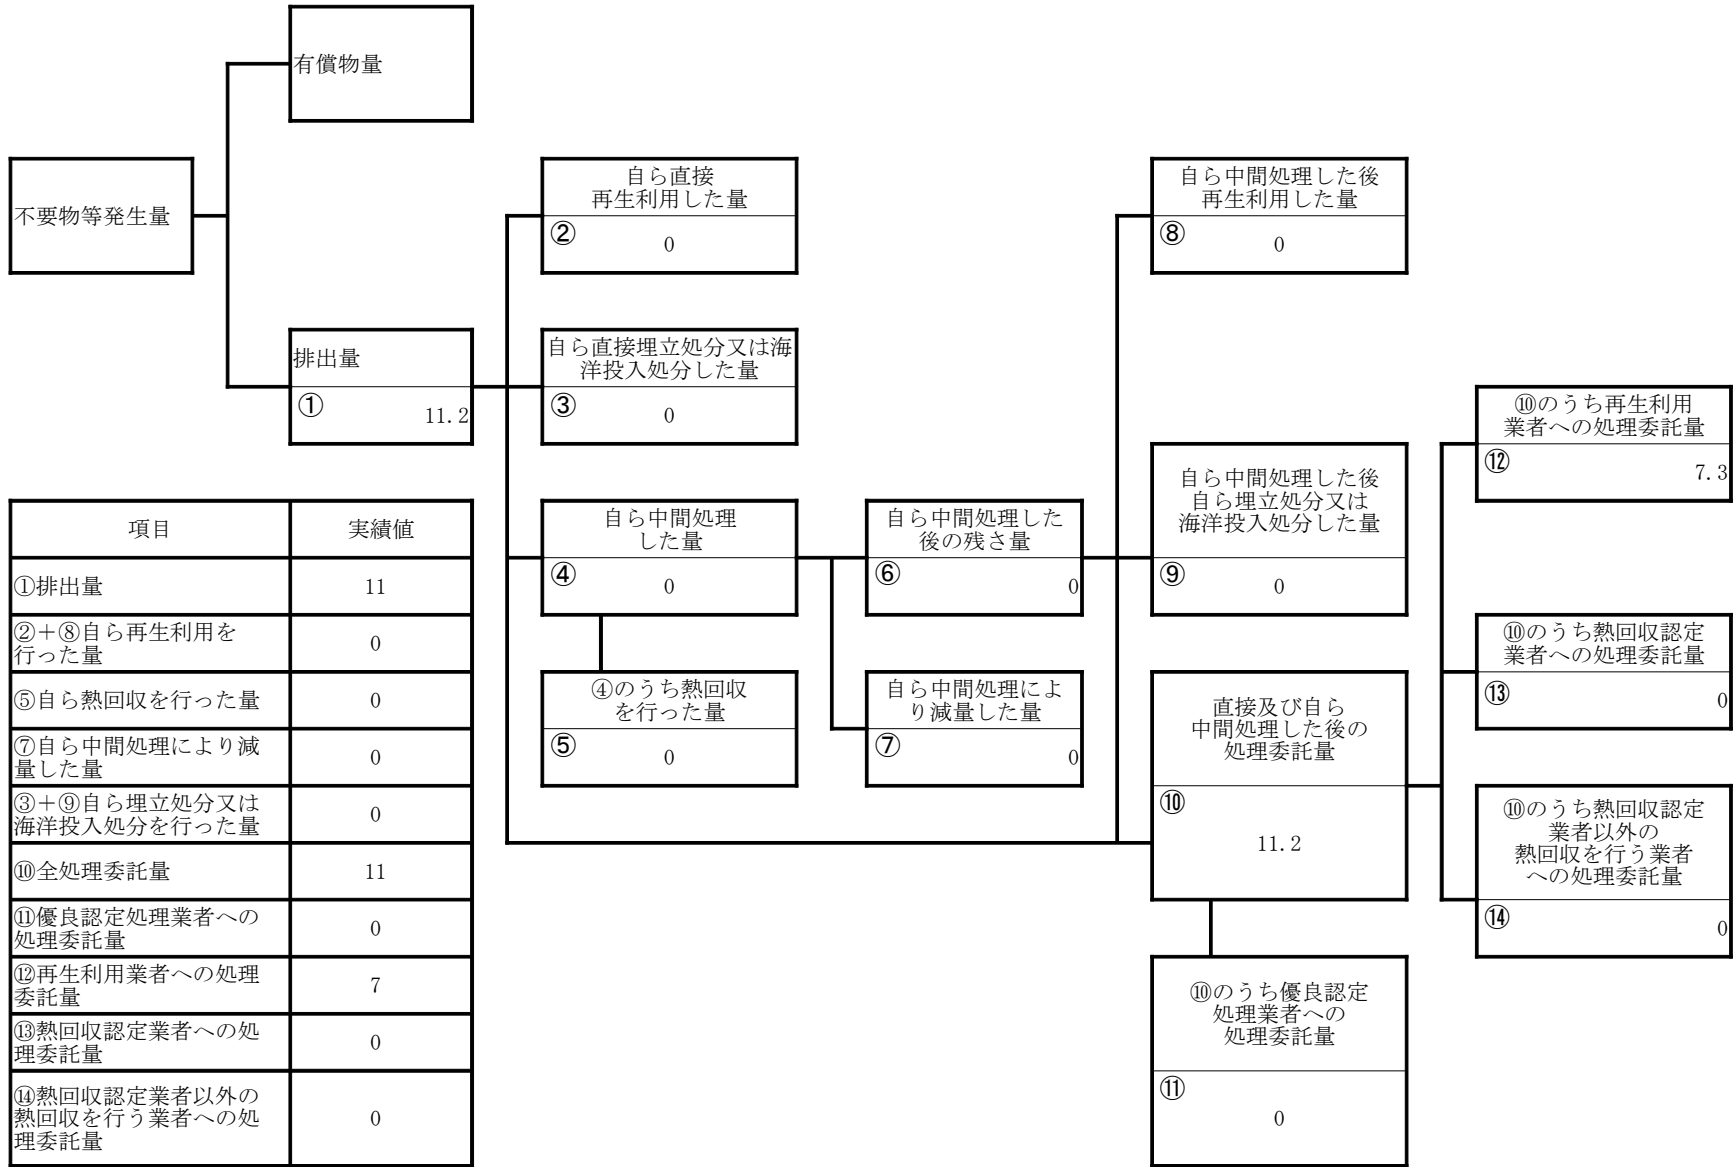 有償物量
不要物等発生量
排出量
①
11.2
自ら直接
再生利用した量
②
0
自ら直接埋立処分又は海
洋投入処分した量
③
0
自ら中間処理
した量
④
0
④のうち熱回収
を行った量
⑤
0
自ら中間処理した
後の残さ量
⑥
0
自ら中間処理によ
り減量した量
⑦
0
自ら中間処理した後
再生利用した量
⑧
0
自ら中間処理した後
自ら埋立処分又は
海洋投入処分した量
⑨
0
直接及び自ら
中間処理した後の
処理委託量
⑩
11.2
⑩のうち優良認定
処理業者への
処理委託量
⑪
0
⑩のうち再生利用
業者への処理委託量
⑫
7.3
⑩のうち熱回収認定
業者への処理委託量
⑬
0
⑩のうち熱回収認定
業者以外の
熱回収を行う業者
への処理委託量
⑭
0
項目 実績値
①排出量 11
②+⑧自ら再生利用を
行った量 0
⑤自ら熱回収を行った量 0
⑦自ら中間処理により減
量した量 0
③+⑨自ら埋立処分又は
海洋投入処分を行った量 0
⑩全処理委託量 11
⑪優良認定処理業者への
処理委託量 0
⑫再生利用業者への処理
委託量 7
⑬熱回収認定業者への処
理委託量 0
⑭熱回収認定業者以外の
熱回収を行う業者への処
理委託量 0